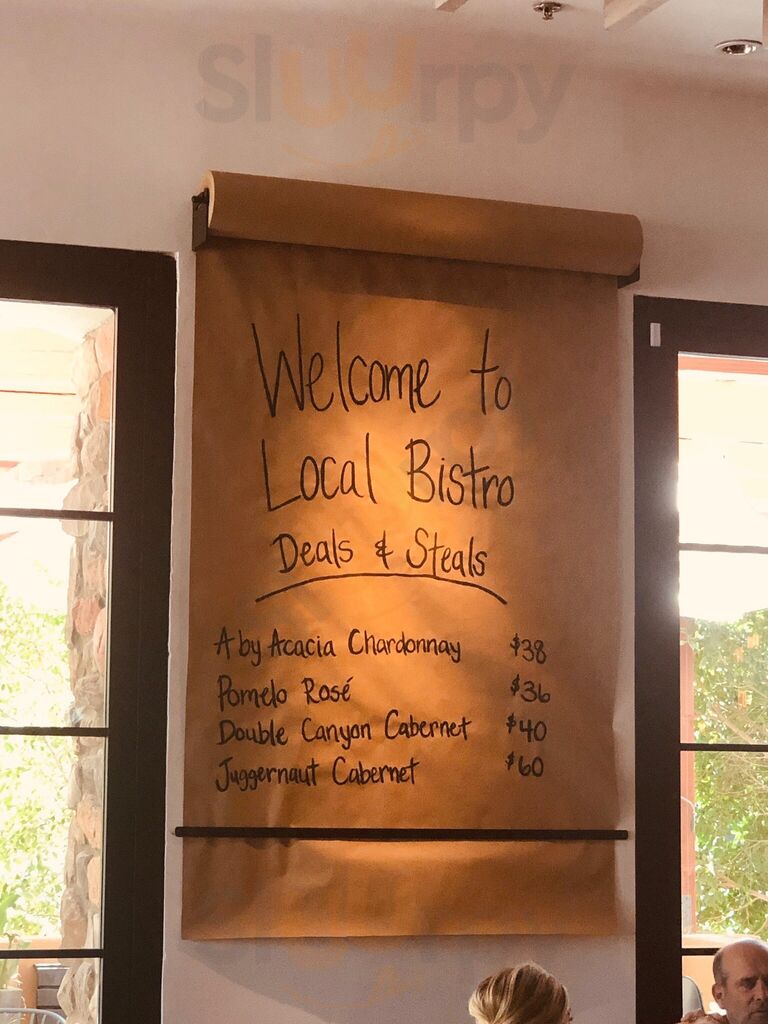 Sluurpy
Welcome to
Local Bistro
Deals & Steals
A by Acacia Chardonnay $38
Pomelo Rosé $36
Double Canyon Cabernet $40
Juggernaut Cabernet $60